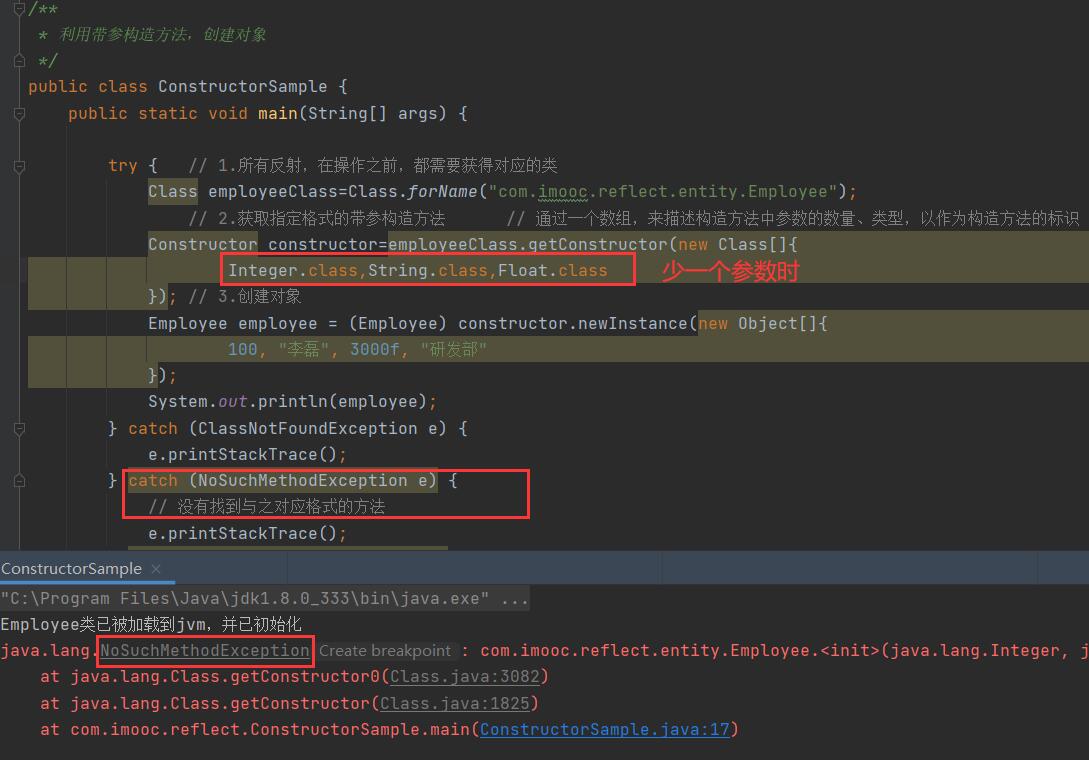 /**
* 利用带参构造方法，创建对象
*/
public class ConstructorSample {
public static void main(String[] args) {
try { // 1.所有反射，在操作之前，都需要获得对应的类
Class employeeClass=Class.forName("com.imooc.reflect.entity.Employee");
// 2.获取指定格式的带参构造方法 // 通过一个数组，来描述构造方法中参数的数量、类型，以作为构造方法的标识
Constructor constructor=employeeClass.getConstructor(new Class[]{
Integer.class,String.class,Float.class 少一个参数时
}); // 3.创建对象
Employee employee = (Employee) constructor.newInstance(new Object[]{
100, "李磊", 3000f, "研发部"
});
System.out.println(employee);
} catch (ClassNotFoundException e) {
e.printStackTrace();
} catch (NoSuchMethodException e) {
// 没有找到与之对应格式的方法
e.printStackTrace();
ConstructorSample ×
"C:\Program Files\Java\jdk1.8.0_333\bin\java.exe" ...
Employee类已被加载到jvm，并已初始化
java.lang.NoSuchMethodException Create breakpoint : com.imooc.reflect.entity.Employee.<init>(java.lang.Integer, j
at java.lang.Class.getConstructor0(Class.java:3082)
at java.lang.Class.getConstructor(Class.java:1825)
at com.imooc.reflect.ConstructorSample.main(ConstructorSample.java:17)